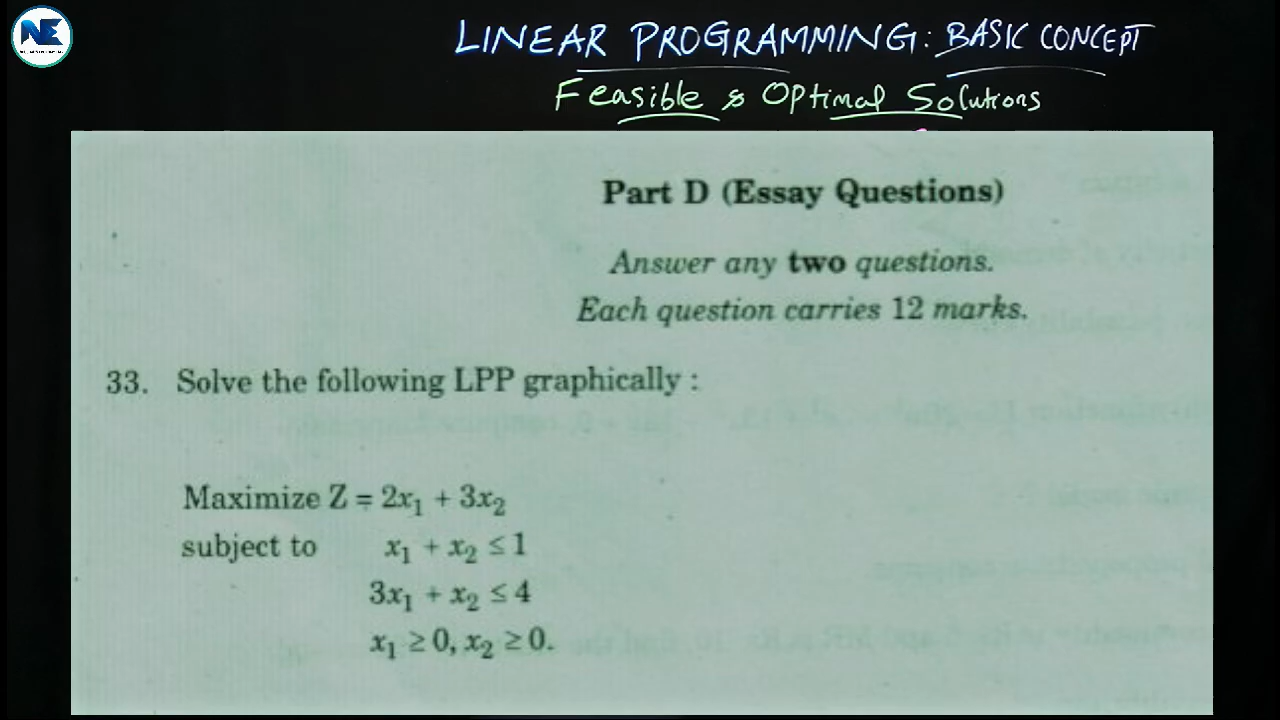 NE
LINEAR PROGRAMMING: BASIC CONCEPT
Feasible & Optimal Solutions
Part D (Essay Questions)
Answer any two questions.
Each question carries 12 marks.
33. Solve the following LPP graphically :
Maximize Z = 2x₁ + 3x₂
subject to x₁ + x₂ ≤ 1
3x₁ + x₂ ≤ 4
x₁ ≥ 0, x₂ ≥ 0.